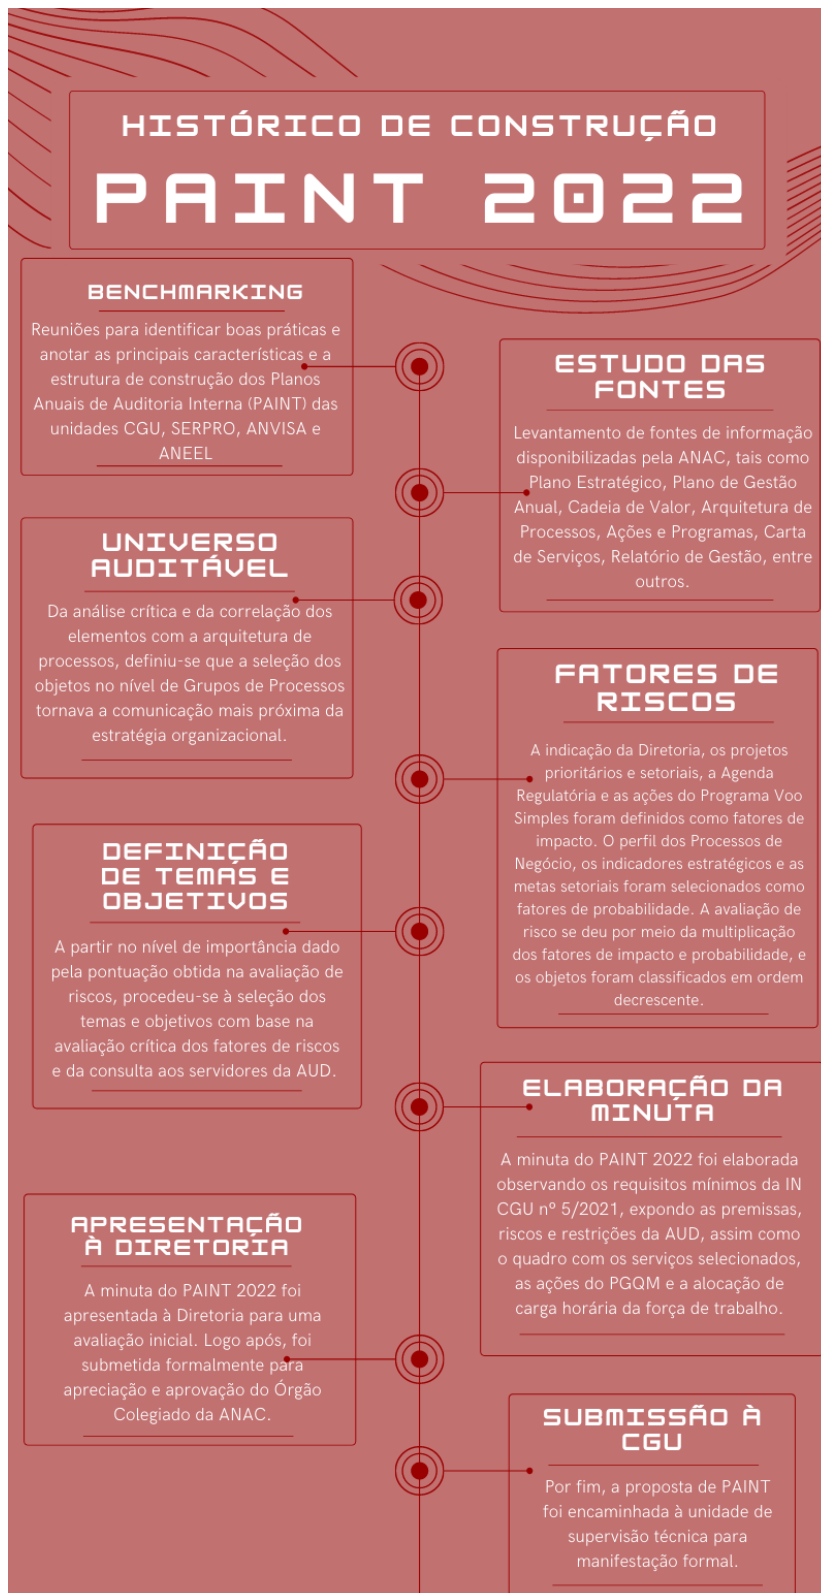 HISTÓRICO DE CONSTRUÇÃO
PAINT 2022
BENCHMARKING
Reuniões para identificar boas práticas e
anotar as principais características e a
estrutura de construção dos Planos
Anuais de Auditoria Interna (PAINT) das
unidades CGU, SERPRO, ANVISA e
ANEEL
ESTUDO DAS
FONTES
Levantamento de fontes de informação
disponibilizadas pela ANAC, tais como
Plano Estratégico, Plano de Gestão
Anual, Cadeia de Valor, Arquitetura de
Processos, Ações e Programas, Carta
de Serviços, Relatório de Gestão, entre
outros.
UNIVERSO
AUDITÁVEL
Da análise crítica e da correlação dos
elementos com a arquitetura de
processos, definiu-se que a seleção dos
objetos no nível de Grupos de Processos
tornava a comunicação mais próxima da
estratégia organizacional.
FATORES DE
RISCOS
A indicação da Diretoria, os projetos
prioritários e setoriais, a Agenda
Regulatória e as ações do Programa Voo
Simples foram definidos como fatores de
impacto. O perfil dos Processos de
Negócio, os indicadores estratégicos e as
metas setoriais foram selecionados como
fatores de probabilidade. A avaliação de
risco se deu por meio da multiplicação
dos fatores de impacto e probabilidade, e
os objetos foram classificados em ordem
decrescente.
DEFINIÇÃO
DE TEMAS E
OBJETIVOS
A partir no nível de importância dado
pela pontuação obtida na avaliação de
riscos, procedeu-se à seleção dos
temas e objetivos com base na
avaliação crítica dos fatores de riscos
e da consulta aos servidores da AUD.
ELABORAÇÃO DA
MINUTA
A minuta do PAINT 2022 foi elaborada
observando os requisitos mínimos da IN
CGU nº 5/2021, expondo as premissas,
riscos e restrições da AUD, assim como
o quadro com os serviços selecionados,
as ações do PGQM e a alocação de
carga horária da força de trabalho.
APRESENTAÇÃO
À DIRETORIA
A minuta do PAINT 2022 foi
apresentada à Diretoria para uma
avaliação inicial. Logo após, foi
submetida formalmente para
apreciação e aprovação do Órgão
Colegiado da ANAC.
SUBMISSÃO À
CGU
Por fim, a proposta de PAINT
foi encaminhada à unidade de
supervisão técnica para
manifestação formal.